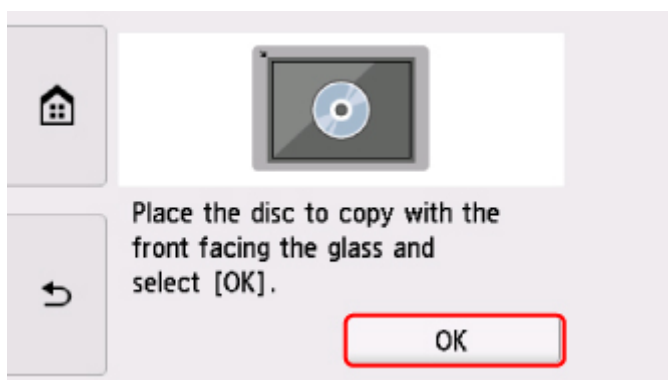 Place the disc to copy with the
front facing the glass and
select [OK].
OK